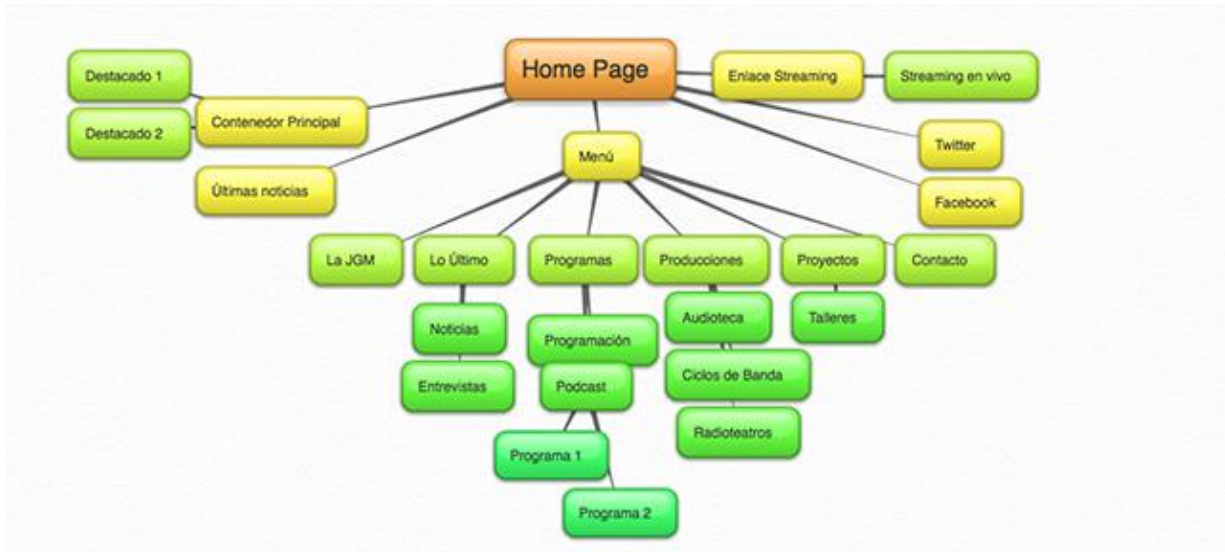 Home Page
Destacado 1
Enlace Streaming
Streaming en vivo
Contenedor Principal
Destacado 2
Twitter
Menú
Últimas noticias
Facebook
La JGM
Lo Último
Programas
Producciones
Proyectos
Contacto
Noticias
Programación
Audioteca
Talleres
Entrevistas
Podcast
Ciclos de Banda
Radioteatros
Programa 1
Programa 2